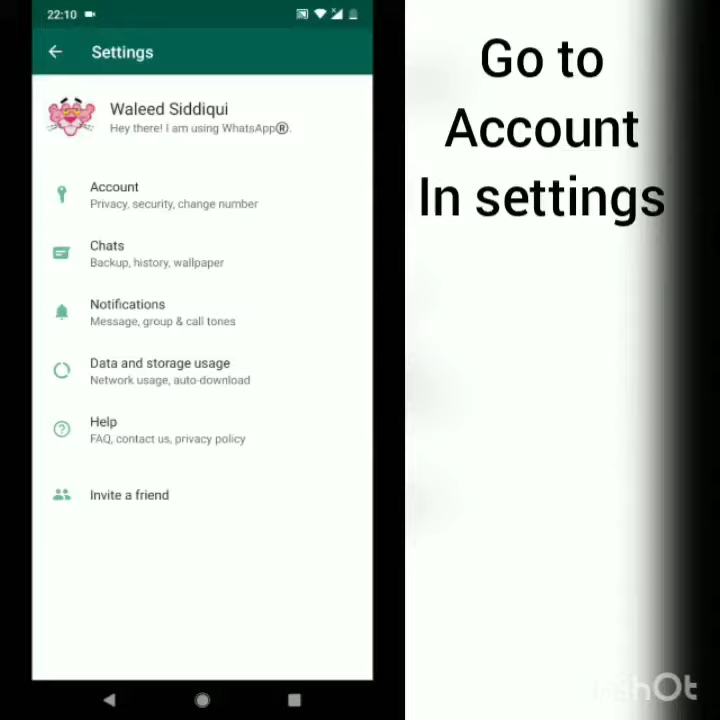 22:10
Settings
Waleed Siddiqui
Hey there! I am using WhatsApp®.
Account
Privacy, security, change number
Chats
Backup, history, wallpaper
Notifications
Message, group & call tones
Data and storage usage
Network usage, auto-download
Help
FAQ, contact us, privacy policy
Invite a friend
Go to
Account
In settings